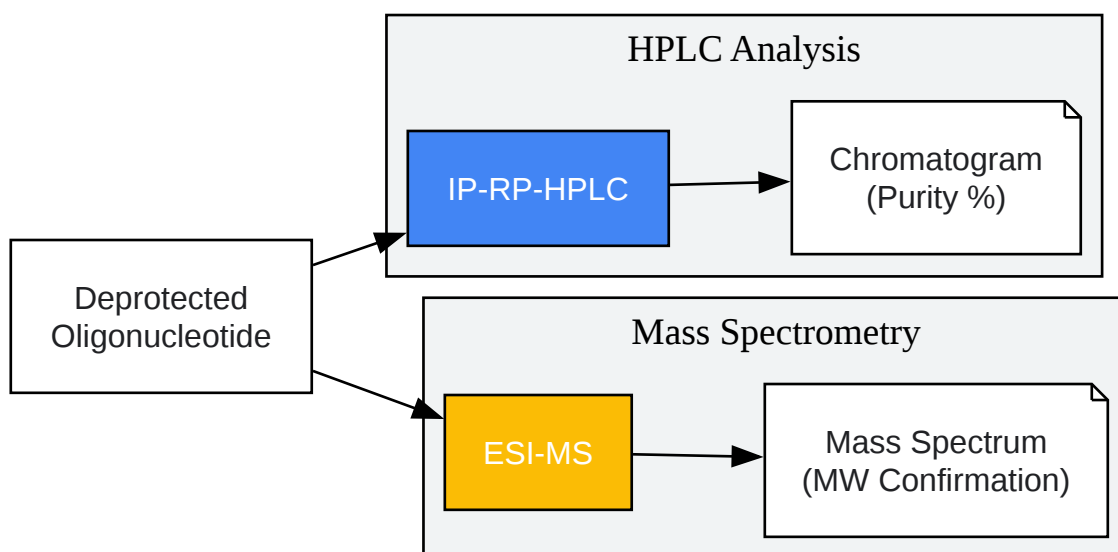 HPLC Analysis
IP-RP-HPLC
Chromatogram
(Purity %)
Deprotected
Oligonucleotide
Mass Spectrometry
ESI-MS
Mass Spectrum
(MW Confirmation)